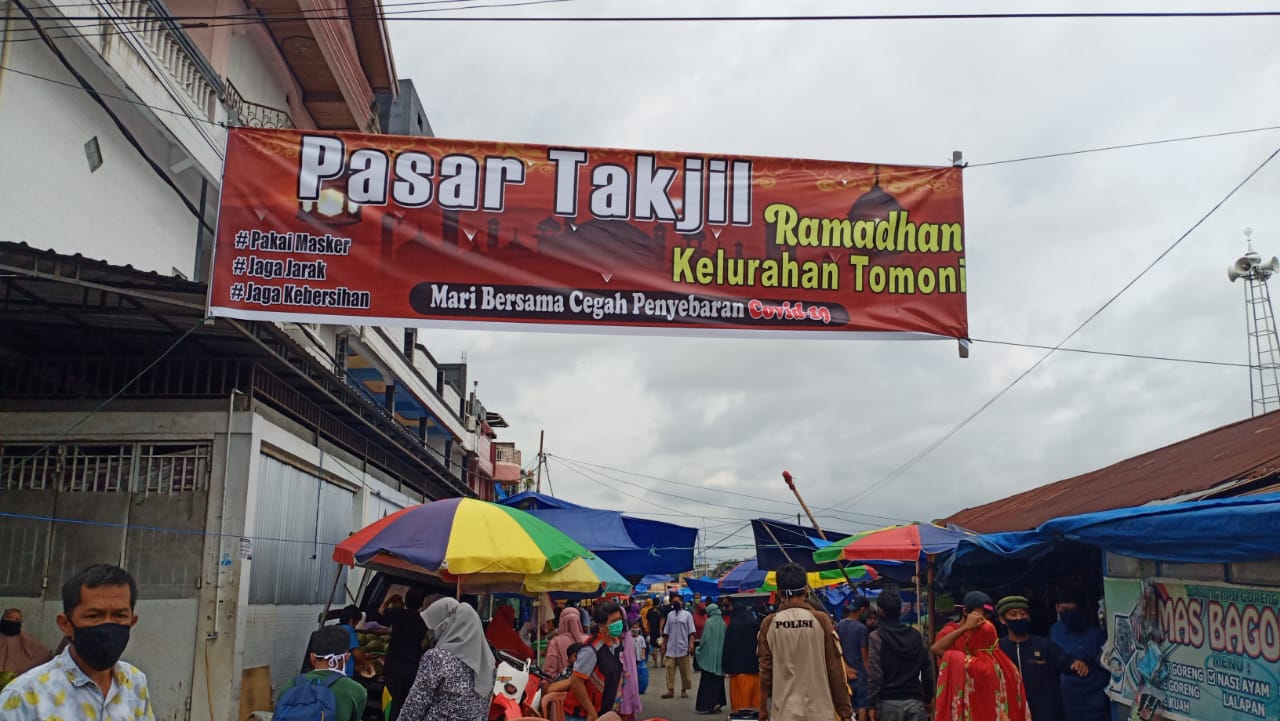 Pasar Takjil
Ramadhan
Kelurahan Tomoni
# Pakai Masker
# Jaga Jarak
# Jaga Kebersihan
Mari Bersama Cegah Penyebaran Covid-19
POLISI
MAS BAGO
MENU :
GORENG
GORENG
KUAH
NASI AYAM
LALAPAN